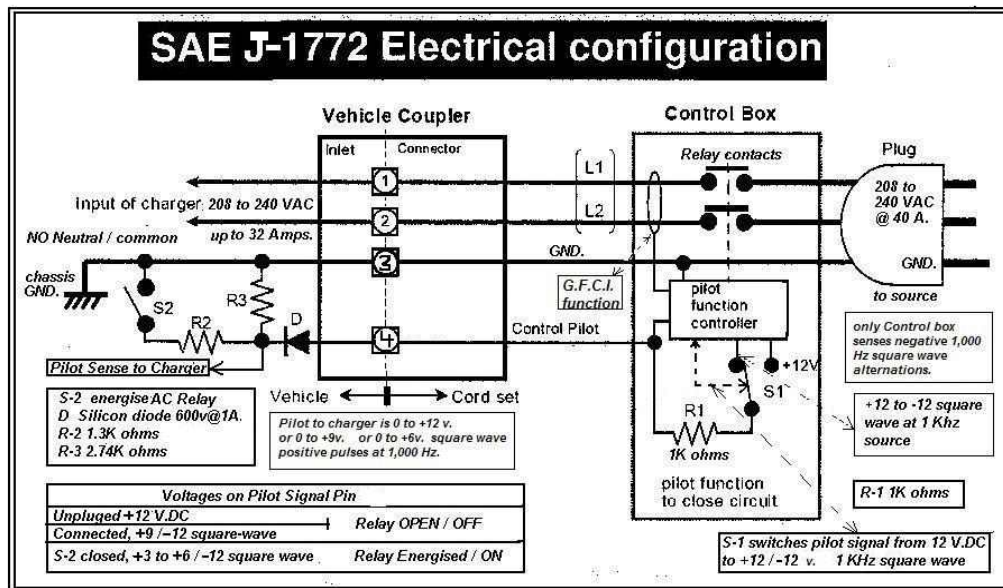 SAE J-1772 Electrical configuration
Vehicle Coupler
Control Box
Inlet
Connector
Relay contacts
Plug
1
L1
208 to
240 VAC
@ 40 A.
Input of charger 208 to 240 VAC
2
L2
NO Neutral / common
up to 32 Amps.
3
GND.
GND.
chassis
GND.
S2
R3
G.F.C.I.
function
pilot
function
controller
to source
R2
D
4
Control Pilot
only Control box
senses negative 1,000
Hz square wave
alternations.
Pilot Sense to Charger
+12V
S1
Vehicle
Cord set
R1
1K ohms
+12 to -12 square
wave at 1 Khz
source
S-2 energise AC Relay
D Silicon diode 600v@1A.
R-2 1.3K ohms
R-3 2.74K ohms
Pilot to charger is 0 to +12 v.
or 0 to +9v. or 0 to +6v. square wave
positive pulses at 1,000 Hz.
pilot function
to close circuit
R-1 1K ohms
Voltages on Pilot Signal Pin
Unpluged +12 V.DC
Connected, +9 /-12 square-wave
Relay OPEN / OFF
S-2 closed, +3 to +6 /-12 square wave
Relay Energised / ON
S-1 switches pilot signal from 12 V.DC
to +12 /-12 v. 1 KHz square wave